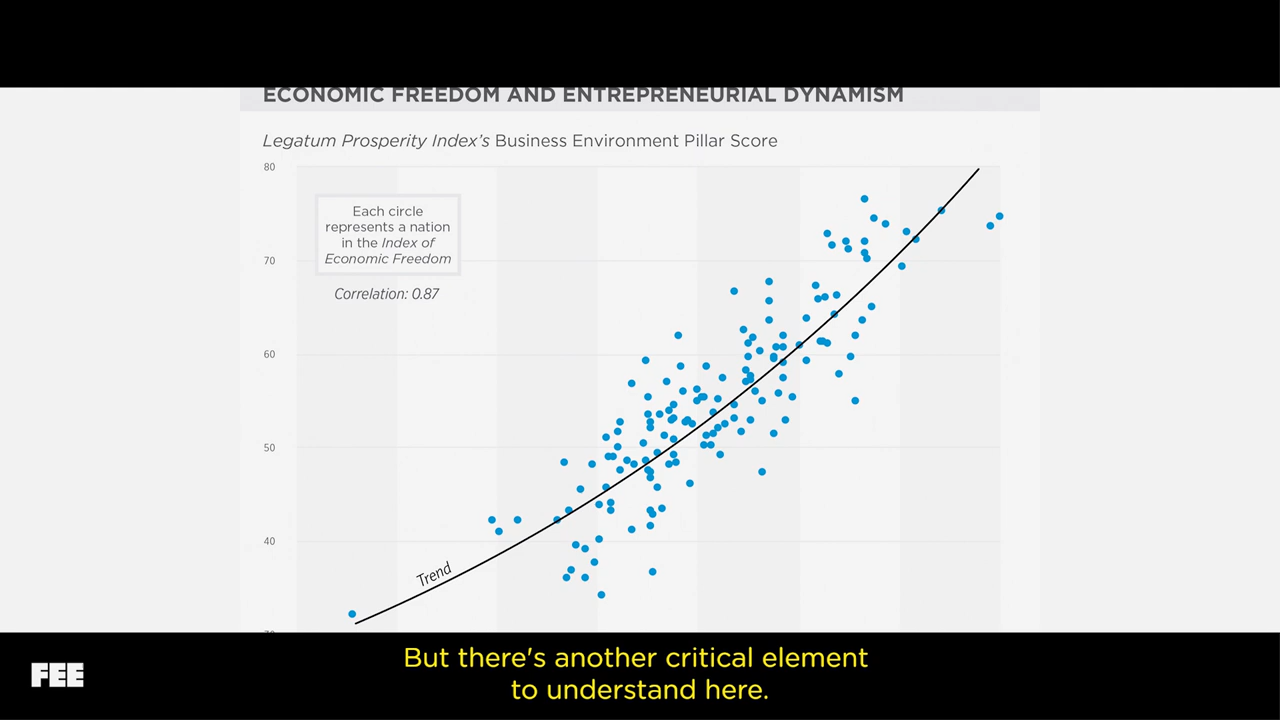 ECONOMIC FREEDOM AND ENTREPRENEURIAL DYNAMISM
Legatum Prosperity Index's Business Environment Pillar Score
80
Each circle
represents a nation
in the Index of
Economic Freedom
Correlation: 0.87
70
60
50
40
Trend
But there's another critical element
to understand here.
FEE